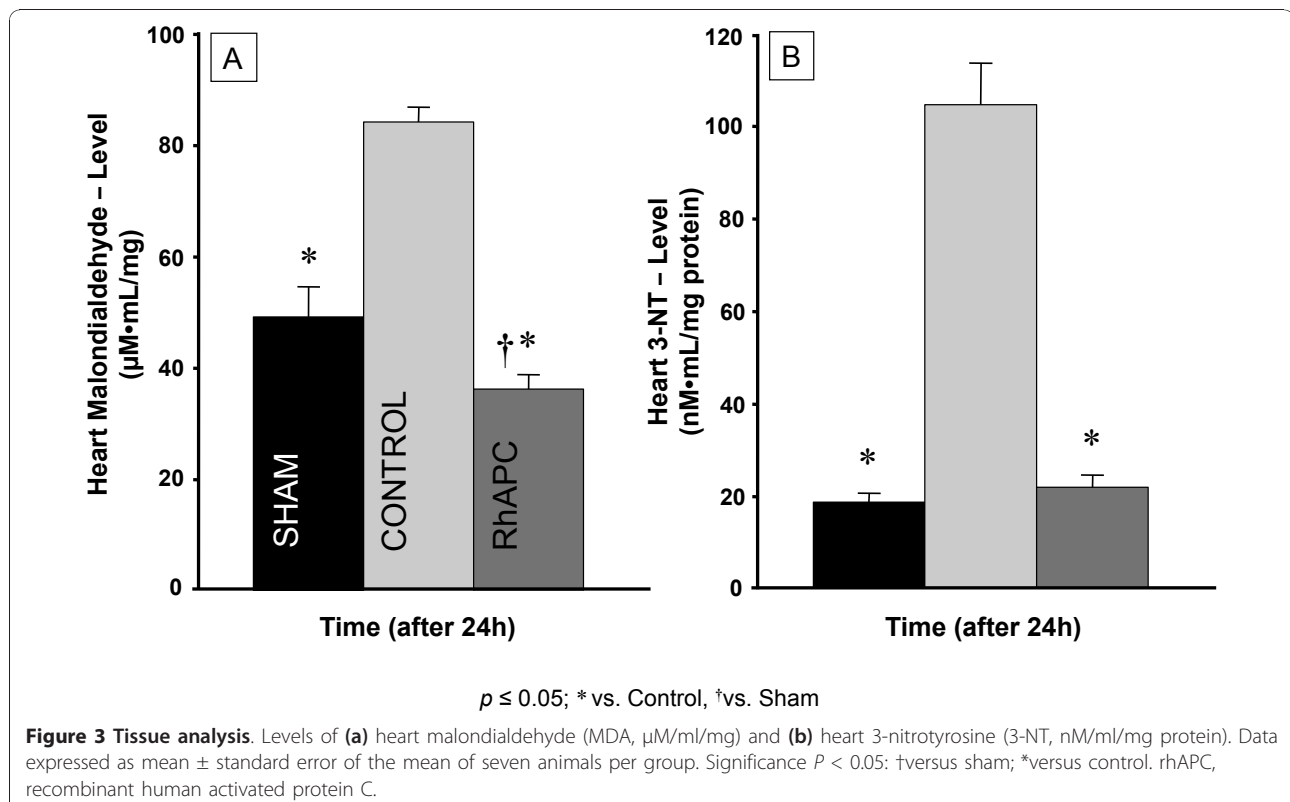 A
100
80
60
40
20
0
Heart Malondialdehyde – Level
(µM•mL/mg)
*
†*
SHAM
CONTROL
RhAPC
Time (after 24h)
B
120
100
80
60
40
20
0
Heart 3-NT – Level
(nM•mL/mg protein)
*
*
Time (after 24h)
p ≤ 0.05; * vs. Control, †vs. Sham
Figure 3 Tissue analysis. Levels of (a) heart malondialdehyde (MDA, μM/ml/mg) and (b) heart 3-nitrotyrosine (3-NT, nM/ml/mg protein). Data
expressed as mean ± standard error of the mean of seven animals per group. Significance P < 0.05: †versus sham; *versus control. rhAPC,
recombinant human activated protein C.